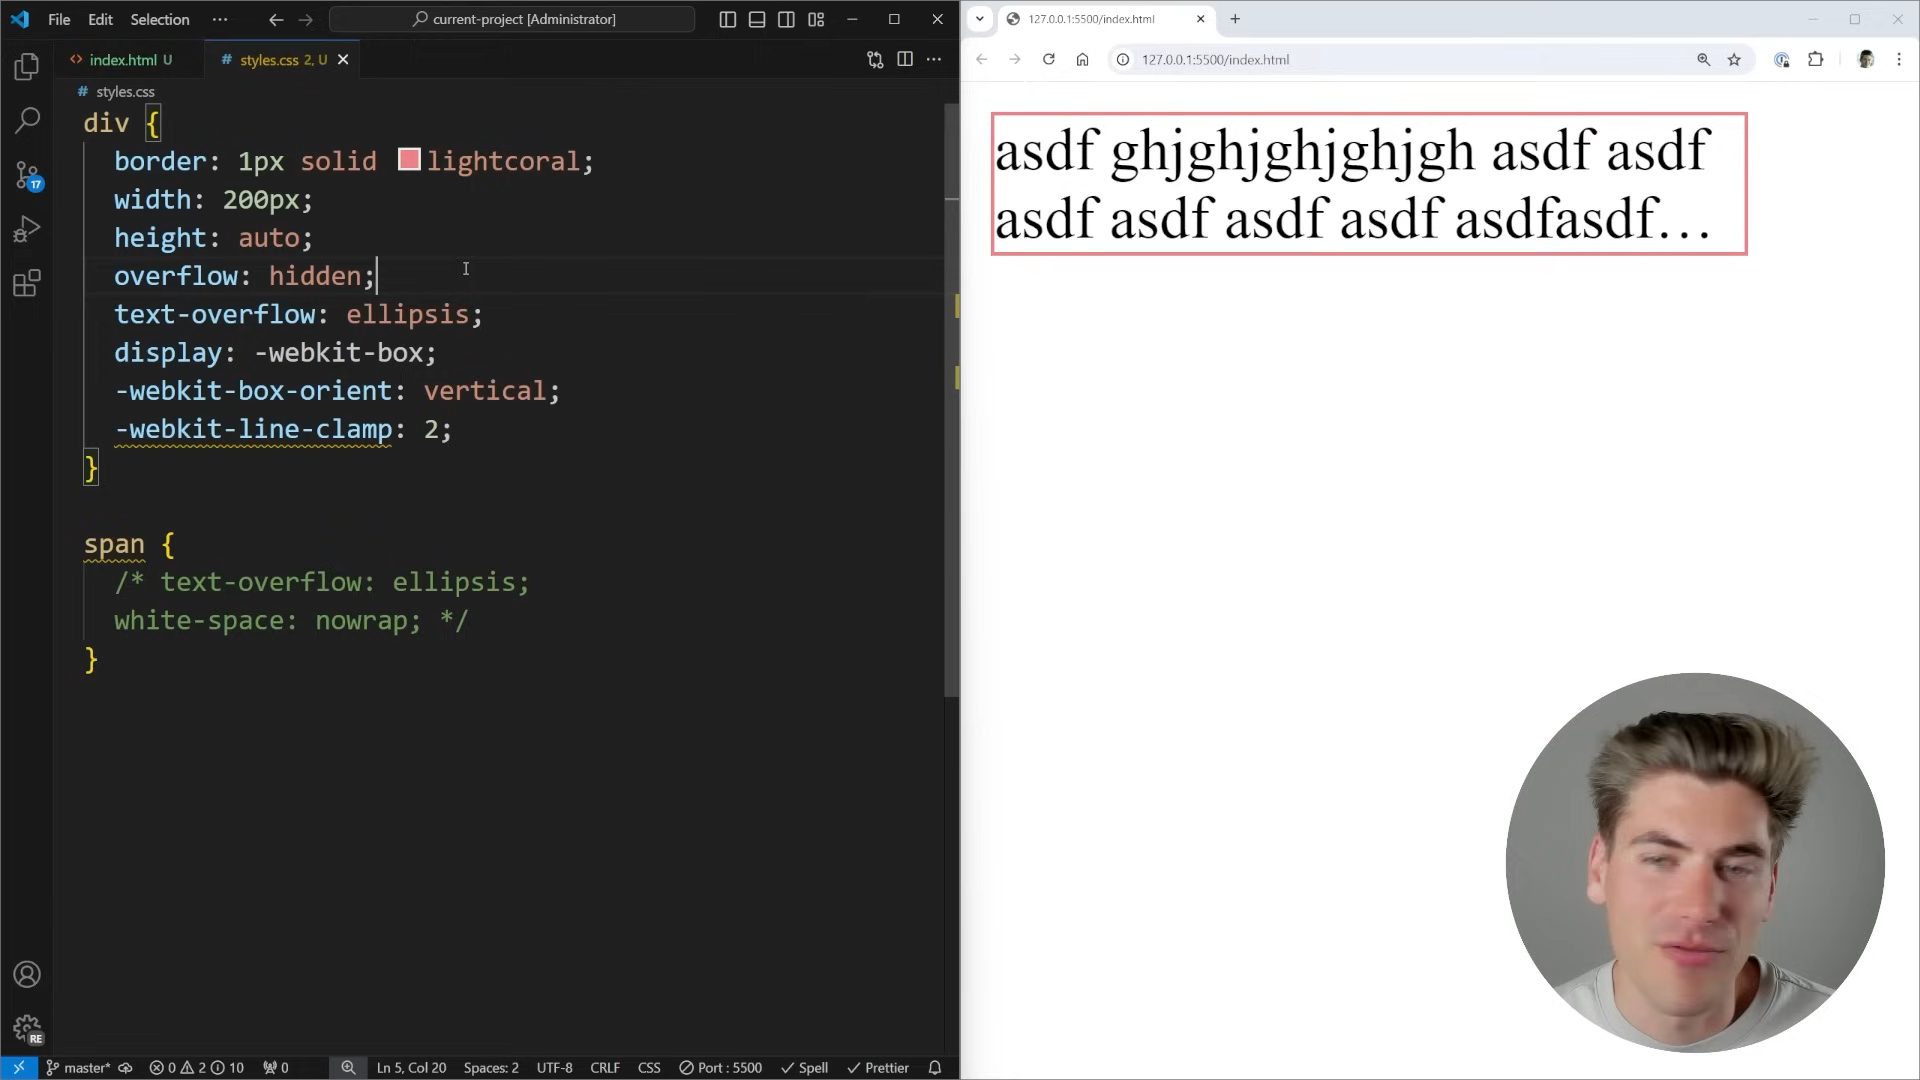 File Edit Selection ···
current-project [Administrator]
index.html U
# styles.css 2, U
# styles.css
div {
border: 1px solid lightcoral;
width: 200px;
height: auto;
overflow: hidden;
text-overflow: ellipsis;
display: -webkit-box;
-webkit-box-orient: vertical;
-webkit-line-clamp: 2;
}
span {
/* text-overflow: ellipsis;
white-space: nowrap; */
}
17
RE
master* 0 2 10 0 Ln 5, Col 20 Spaces: 2 UTF-8 CRLF CSS Port : 5500 Spell Prettier
127.0.0.1:5500/index.html
127.0.0.1:5500/index.html
asdf ghjghjghjghjgh asdf asdf
asdf asdf asdf asdf asdfasdf…